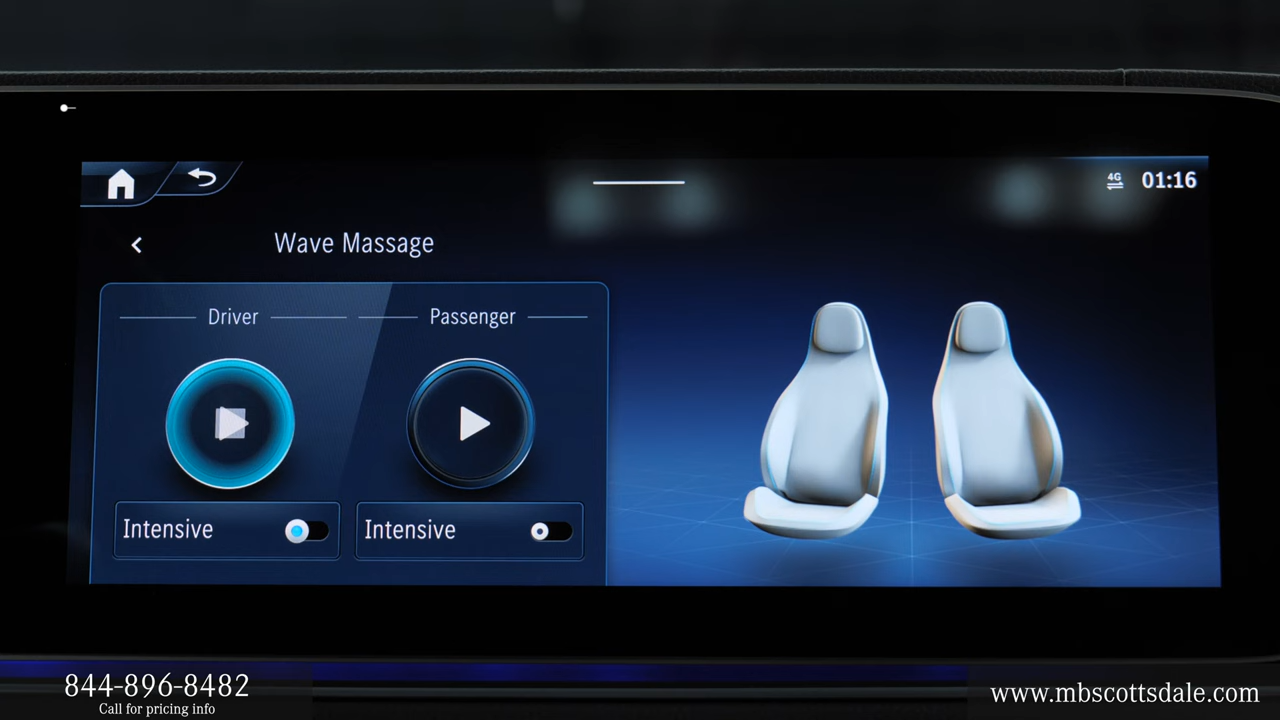 4G
01:16
Wave Massage
Driver
Passenger
Intensive
Intensive
844-896-8482
Call for pricing info
www.mbscottsdale.com